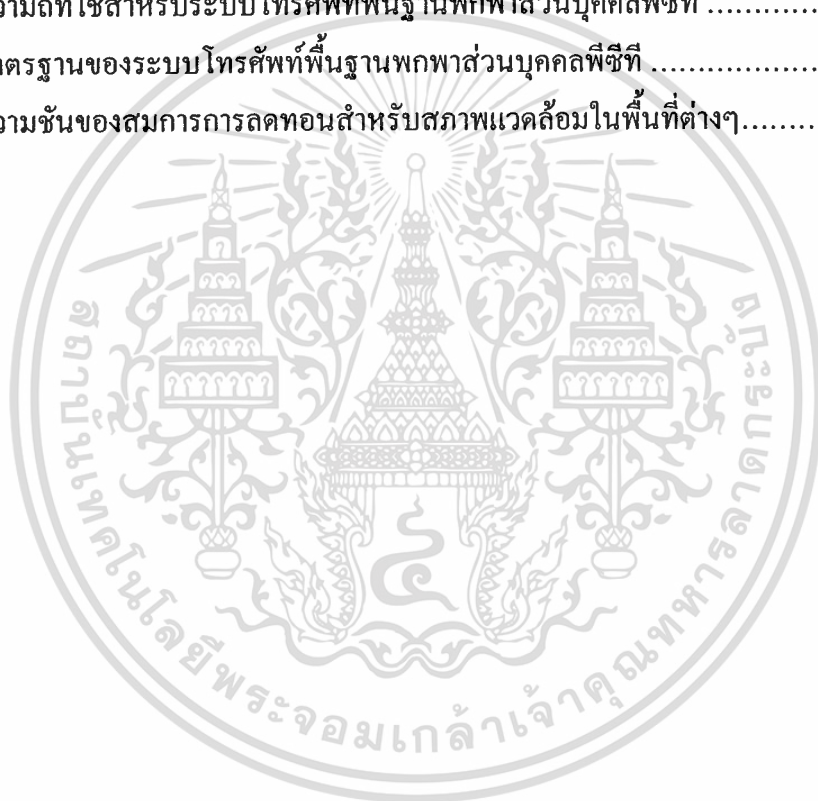 วามถี่ที่ใช้สำหรับระบบโทรศัพท์พื้นฐานพกพาส่วนบุคคลพีซีที .............
าตรฐานของระบบโทรศัพท์พื้นฐานพกพาส่วนบุคคลพีซีที ..................
วามชันของสมการการลดทอนสำหรับสภาพแวดล้อมในพื้นที่ต่างๆ........
สถาบันเทคโนโลยีพระจอมเกล้าเจ้าคุณทหารลาดกระบัง